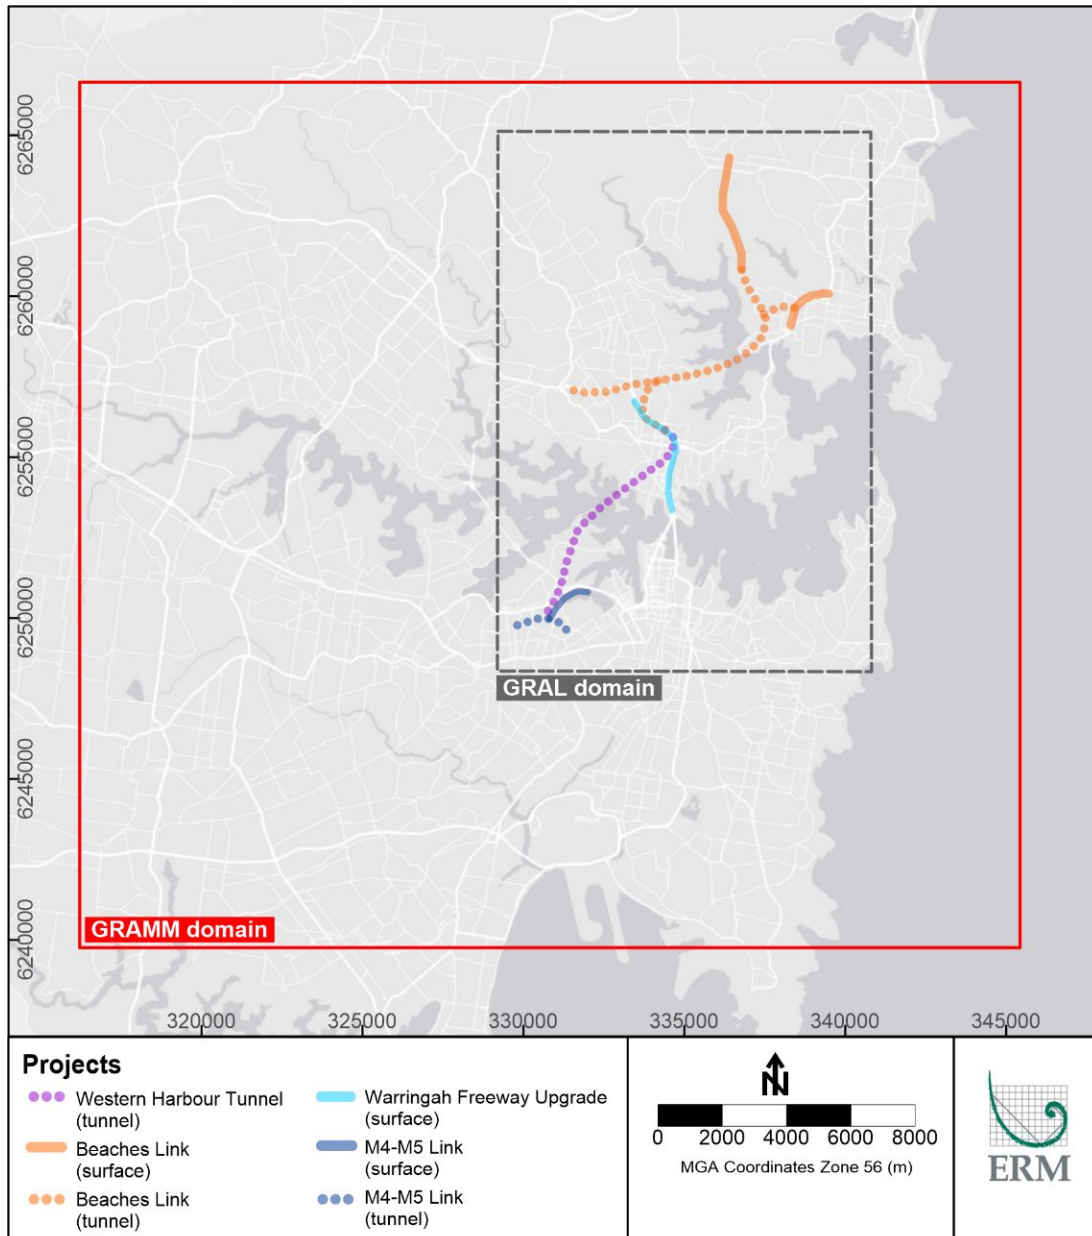 6265000
6260000
6255000
6250000
6245000
6240000
GRAL domain
GRAMM domain
320000 325000 330000 335000 340000 345000
Projects
Western Harbour Tunnel
(tunnel)
Beaches Link
(surface)
Beaches Link
(tunnel)
Warringah Freeway Upgrade
(surface)
M4-M5 Link
(surface)
M4-M5 Link
(tunnel)
N
0 2000 4000 6000 8000
MGA Coordinates Zone 56 (m)
ERM